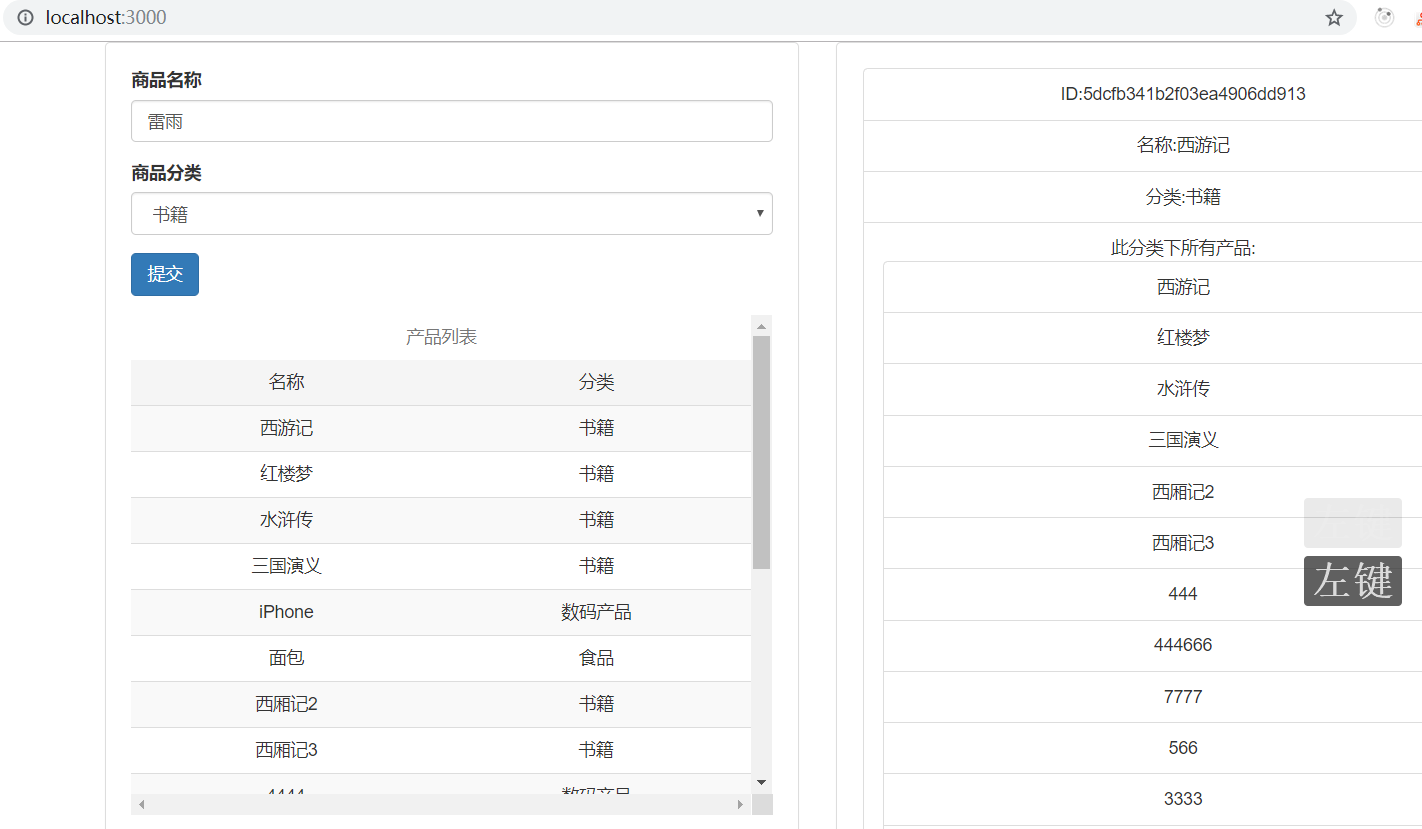 localhost:3000
商品名称
雷雨
商品分类
书籍
提交
产品列表
名称 分类
西游记 书籍
红楼梦 书籍
水浒传 书籍
三国演义 书籍
iPhone 数码产品
面包 食品
西厢记2 书籍
西厢记3 书籍
4444 数码产品
ID:5dcfb341b2f03ea4906dd913
名称:西游记
分类:书籍
此分类下所有产品:
西游记
红楼梦
水浒传
三国演义
西厢记2
西厢记3
444
444666
7777
566
3333
左键